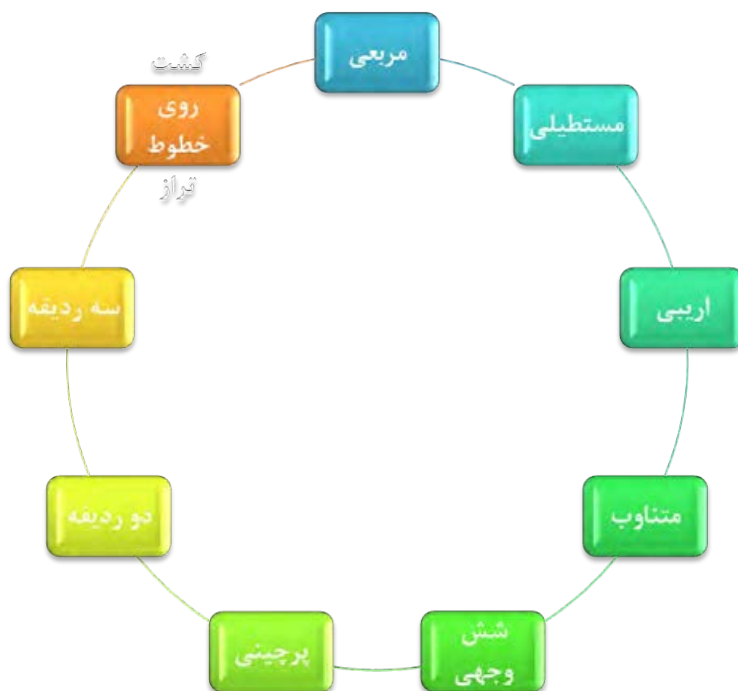 مربعی
مستطیلی
اریبی
متناوب
شش
وجهی
پرچینی
دو ردیفه
سه ردیفه
کشت
روی
خطوط
تراز